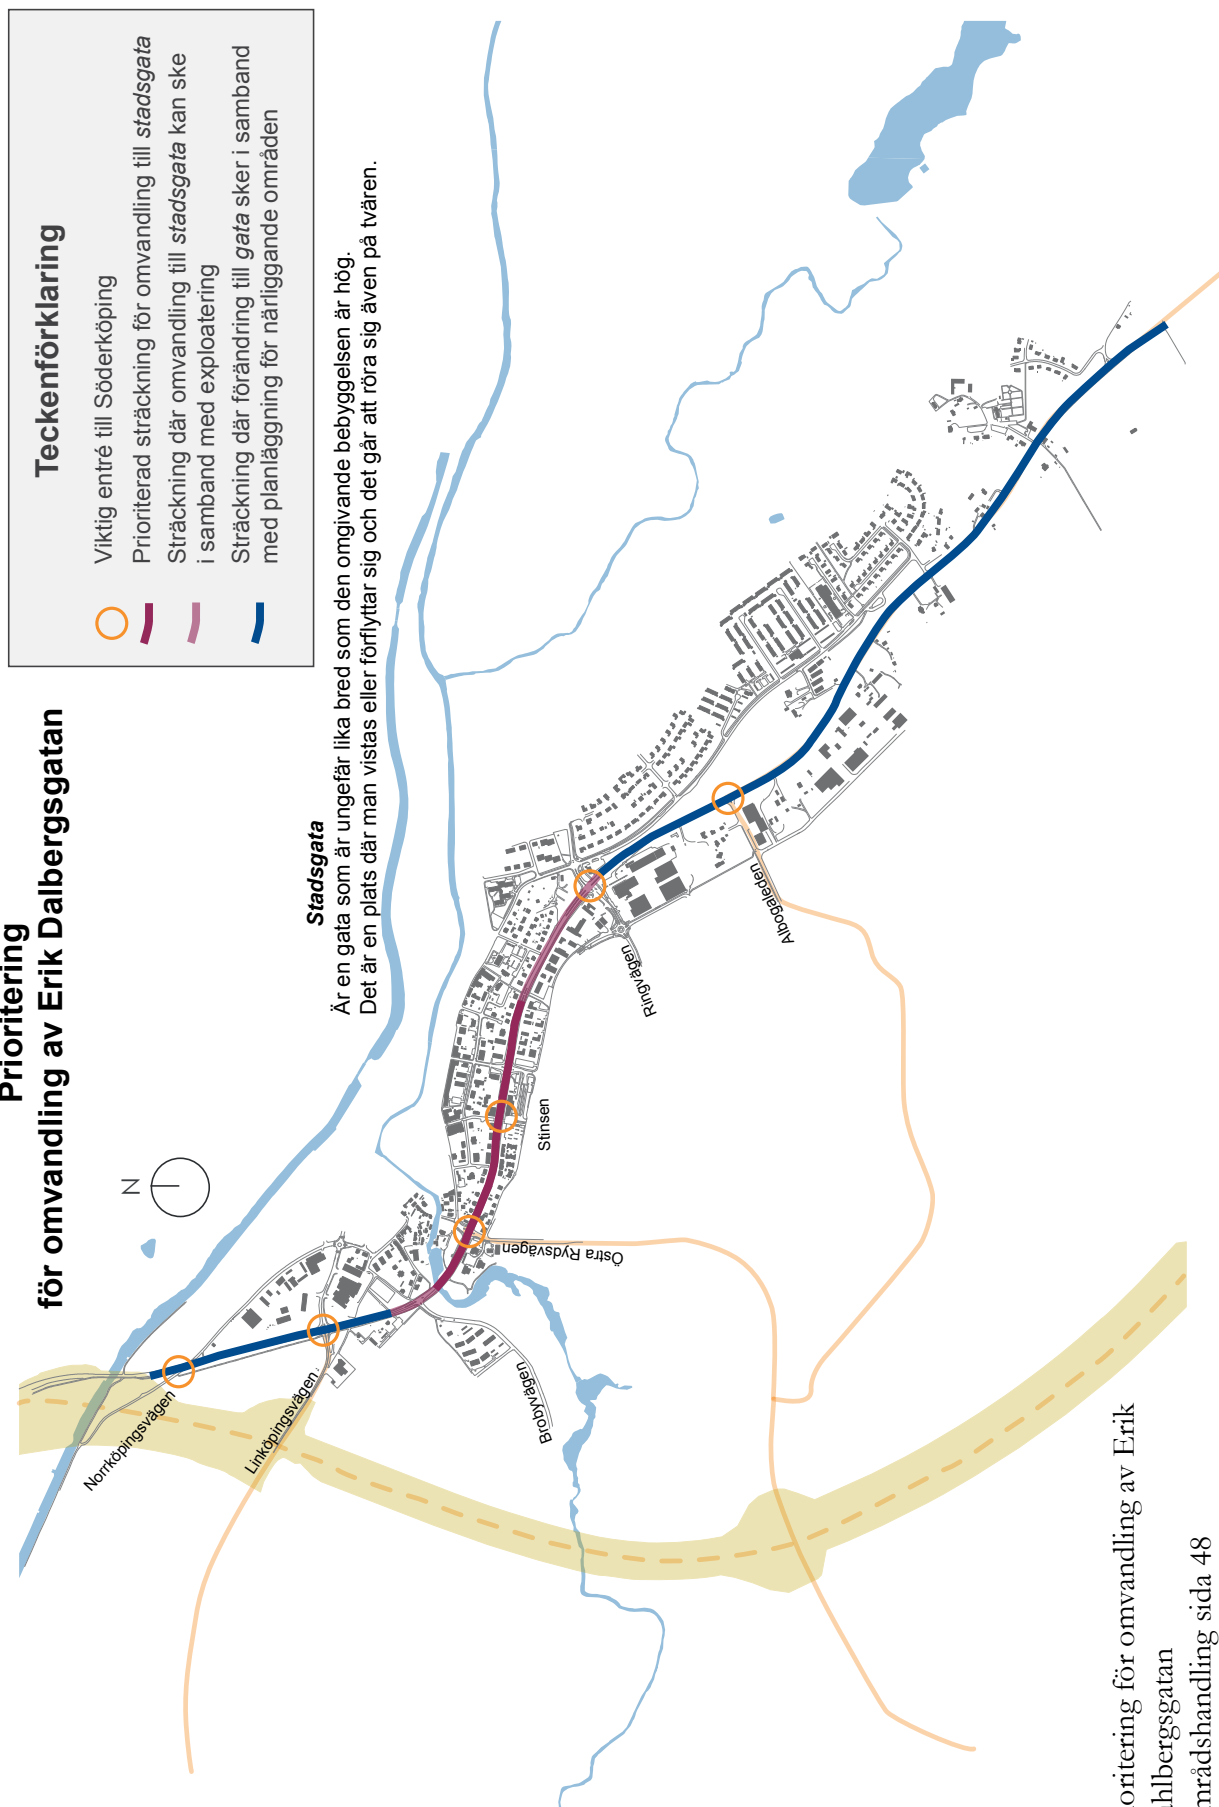 Prioritering
för omvandling av Erik Dalbergsgatan
Teckenförklaring
Viktig entré till Söderköping
Prioriterad sträckning för omvandling till stadsgata
Sträckning där omvandling till stadsgata kan ske
i samband med exploatering
Sträckning där förändring till gata sker i samband
med planläggning för närliggande områden
Stadsgata
Är en gata som är ungefär lika bred som den omgivande bebyggelsen är hög.
Det är en plats där man vistas eller förflyttar sig och det går att röra sig även på tvären.
N
Norrköpingsvägen
Linköpingsvägen
Brobyvägen
Östra Rydsvägen
Stinsen
Ringvägen
Albogaleden
oritering för omvandling av Erik
ahlbergsgatan
mrådshandling sida 48